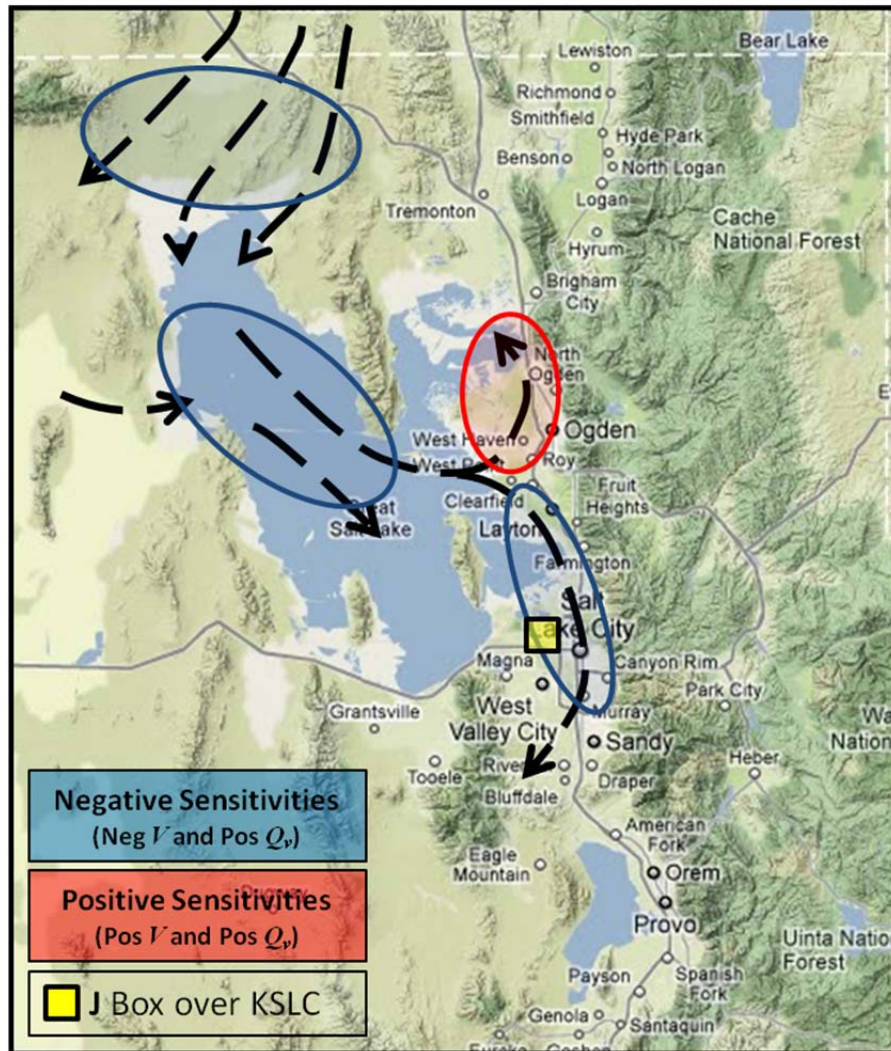 Lewiston
Bear Lake
Richmond
Smithfield
Hyde Park
North Logan
Benson
Logan
Cache
National Forest
Tremonton
Hyrum
Brigham
City
North
Ogden
Ogden
West Haven
West Point
Roy
Clearfield
Fruit
Heights
Layton
Great
Salt Lake
Farmington
Salt
Lake City
Magna
Canyon Rim
Park City
West
Valley City
Murray
Grantsville
Sandy
Heber
Tooele
River
Draper
Bluffdale
American
Fork
Eagle
Mountain
Orem
Provo
Payson
Spanish
Fork
Genola
Santaquin
Negative Sensitivities
(Neg V and Pos Qv)
Dugway
Positive Sensitivities
(Pos V and Pos Qv)
J Box over KSLC